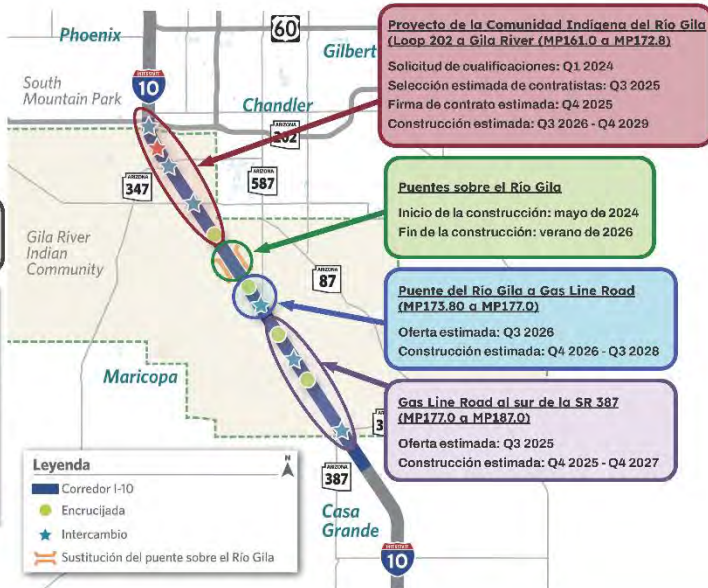 Phoenix
60
Gilbert
South
Mountain Park
INTERSTATE
10
Chandler
ARIZONA
202
ARIZONA
347
ARIZONA
587
Gila River
Indian
Community
ARIZONA
87
Maricopa
ARIZONA
387
Casa
Grande
INTERSTATE
10
Proyecto de la Comunidad Indígena del Río Gila
(Loop 202 a Gila River (MP161.0 a MP172.8)
Solicitud de cualificaciones: Q1 2024
Selección estimada de contratistas: Q3 2025
Firma de contrato estimada: Q4 2025
Construcción estimada: Q3 2026 - Q4 2029
Puentes sobre el Río Gila
Inicio de la construcción: mayo de 2024
Fin de la construcción: verano de 2026
Puente del Río Gila a Gas Line Road
(MP173.80 a MP177.0)
Oferta estimada: Q3 2026
Construcción estimada: Q4 2026 - Q3 2028
Gas Line Road al sur de la SR 387
(MP177.0 a MP187.0)
Oferta estimada: Q3 2025
Construcción estimada: Q4 2025 - Q4 2027
Leyenda
N
Corredor I-10
Encrucijada
Intercambio
Sustitución del puente sobre el Río Gila